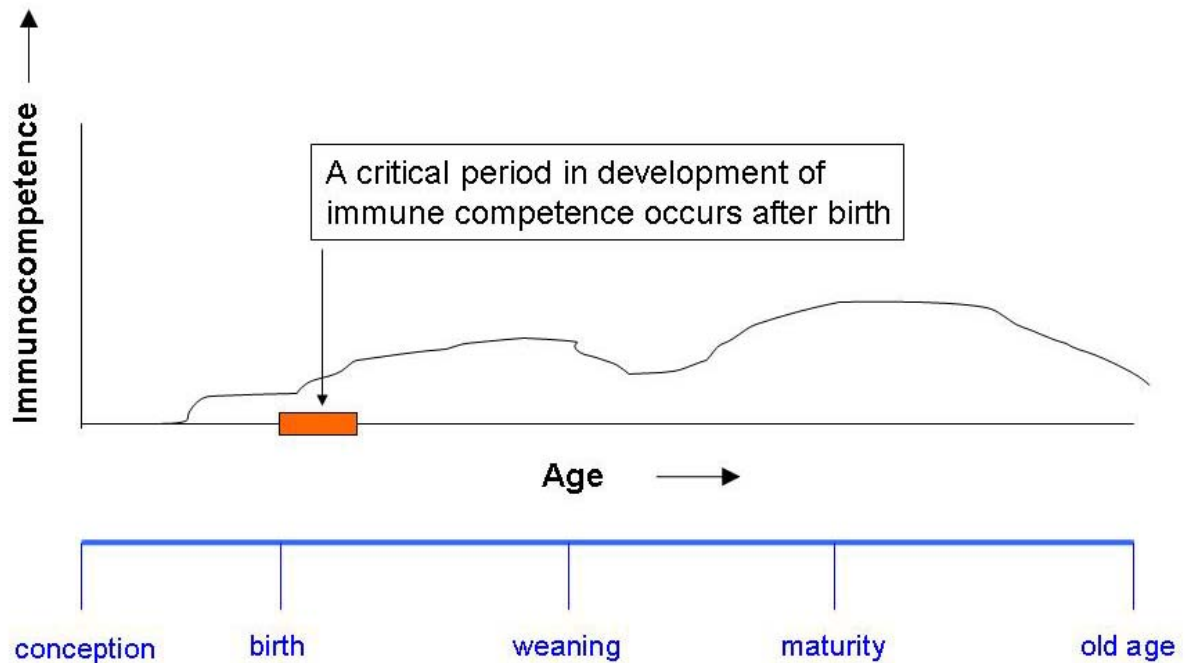 Immunocompetence
A critical period in development of
immune competence occurs after birth
Age
conception
birth
weaning
maturity
old age